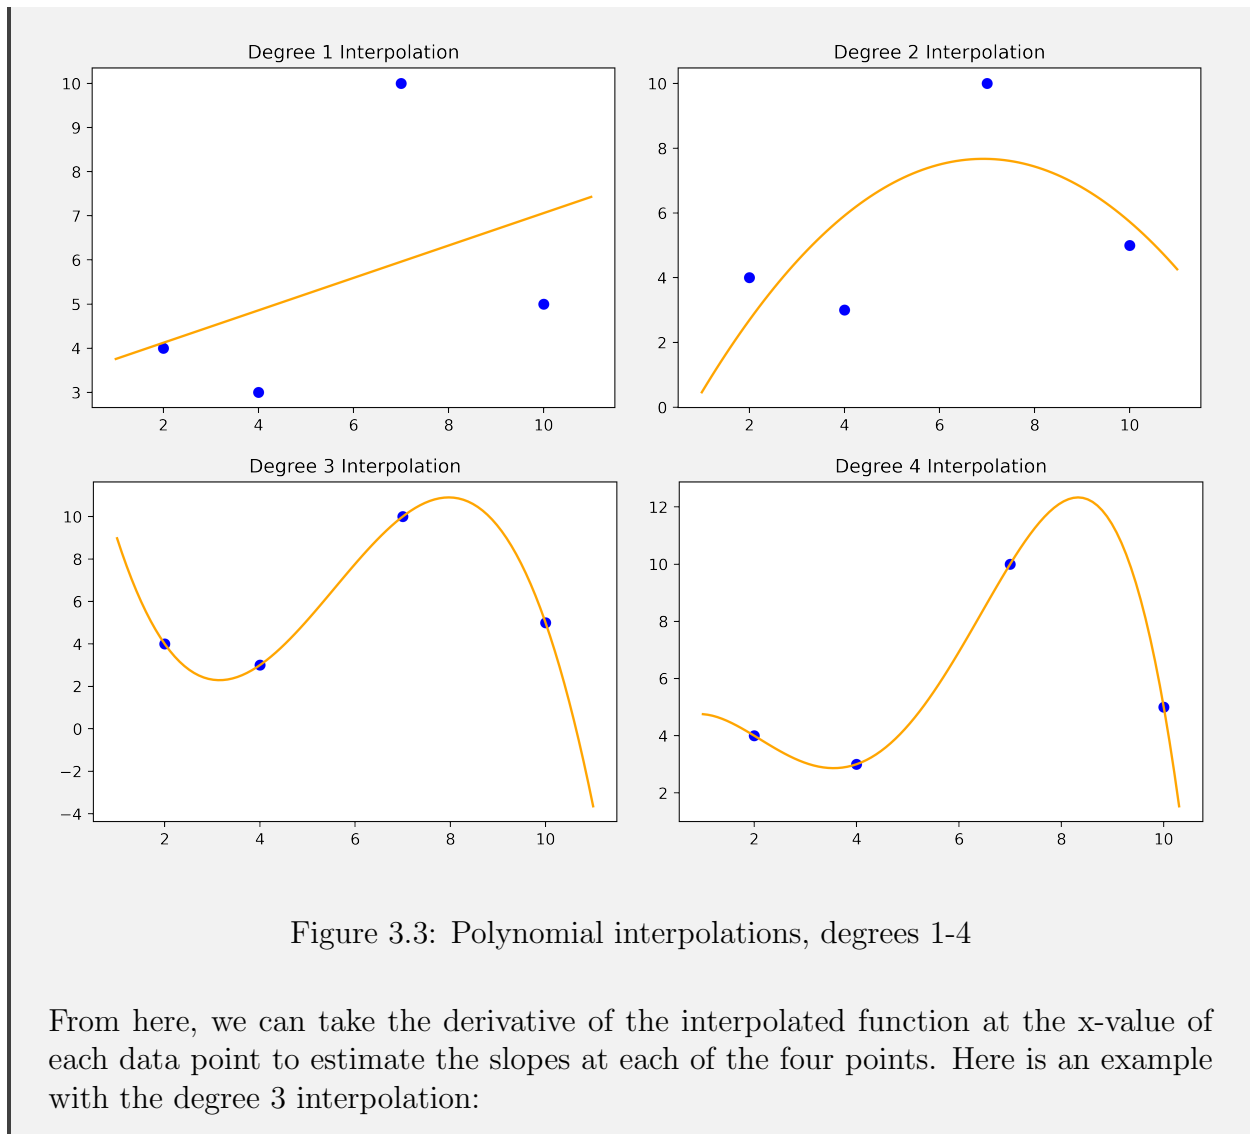 Degree 1 Interpolation
10
9
8
7
6
5
4
3
2 4 6 8 10
Degree 2 Interpolation
10
8
6
4
2
0
2 4 6 8 10
Degree 3 Interpolation
10
8
6
4
2
0
−2
−4
2 4 6 8 10
Degree 4 Interpolation
12
10
8
6
4
2
2 4 6 8 10
Figure 3.3: Polynomial interpolations, degrees 1-4
From here, we can take the derivative of the interpolated function at the x-value of
each data point to estimate the slopes at each of the four points. Here is an example
with the degree 3 interpolation: